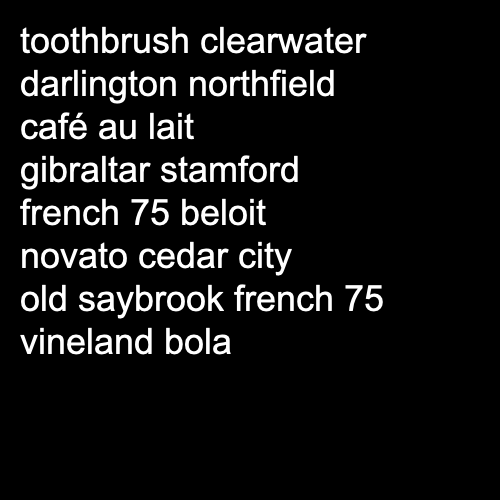 toothbrush clearwater
darlington northfield
café au lait
gibraltar stamford
french 75 beloit
novato cedar city
old saybrook french 75
vineland bola